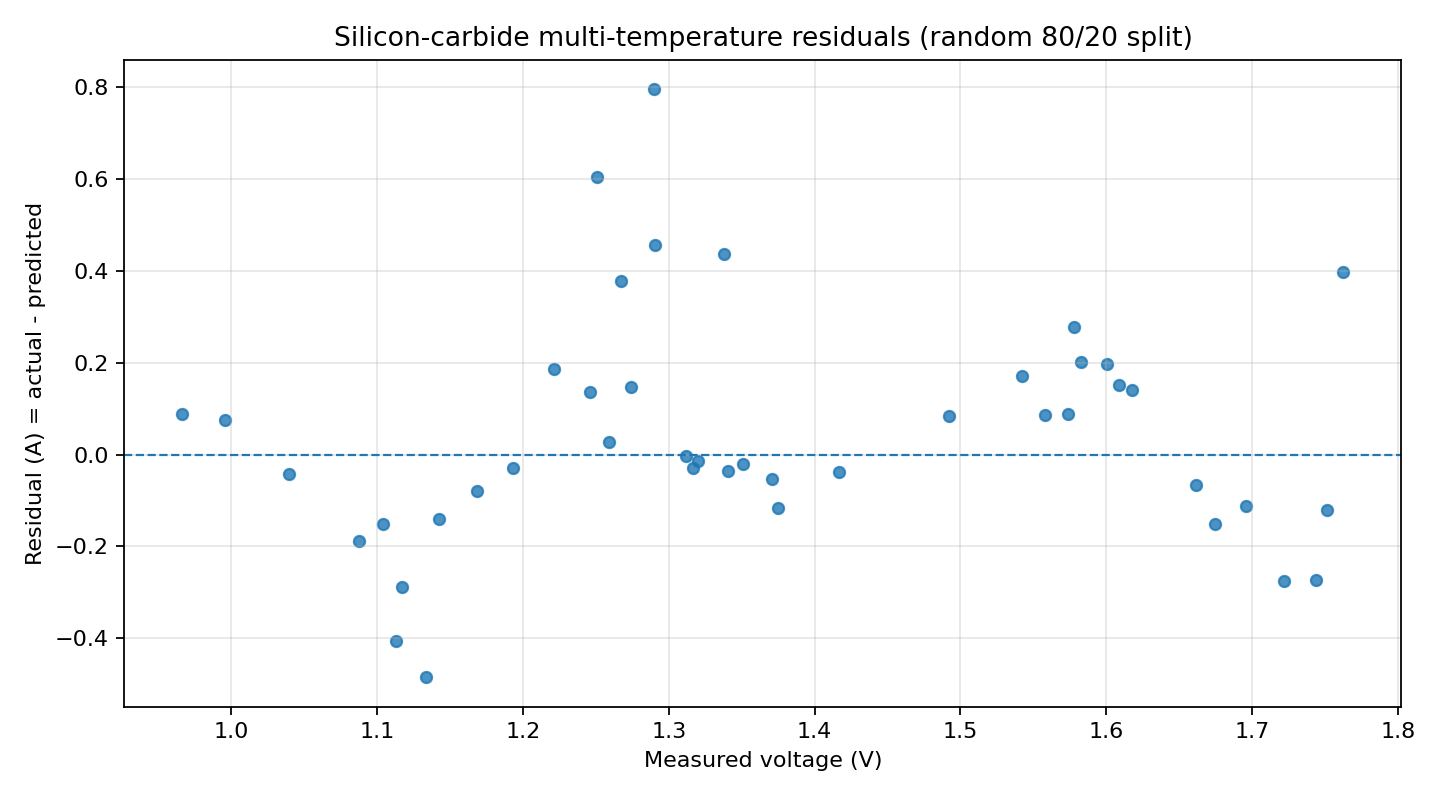 Silicon-carbide multi-temperature residuals (random 80/20 split)
Residual (A) = actual - predicted
0.8
0.6
0.4
0.2
0.0
−0.2
−0.4
1.0 1.1 1.2 1.3 1.4 1.5 1.6 1.7 1.8
Measured voltage (V)